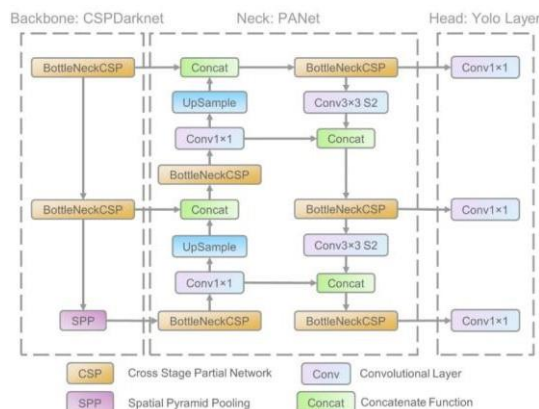 Backbone: CSPDarknet Neck: PANet Head: Yolo Layer
BottleNeckCSP Concat BottleNeckCSP Conv1×1
UpSample Conv3×3 S2
Conv1×1 Concat
BottleNeckCSP
BottleNeckCSP Concat BottleNeckCSP Conv1×1
UpSample Conv3×3 S2
Conv1×1 Concat
SPP BottleNeckCSP BottleNeckCSP Conv1×1
CSP Cross Stage Partial Network Conv Convolutional Layer
SPP Spatial Pyramid Pooling Concat Concatenate Function